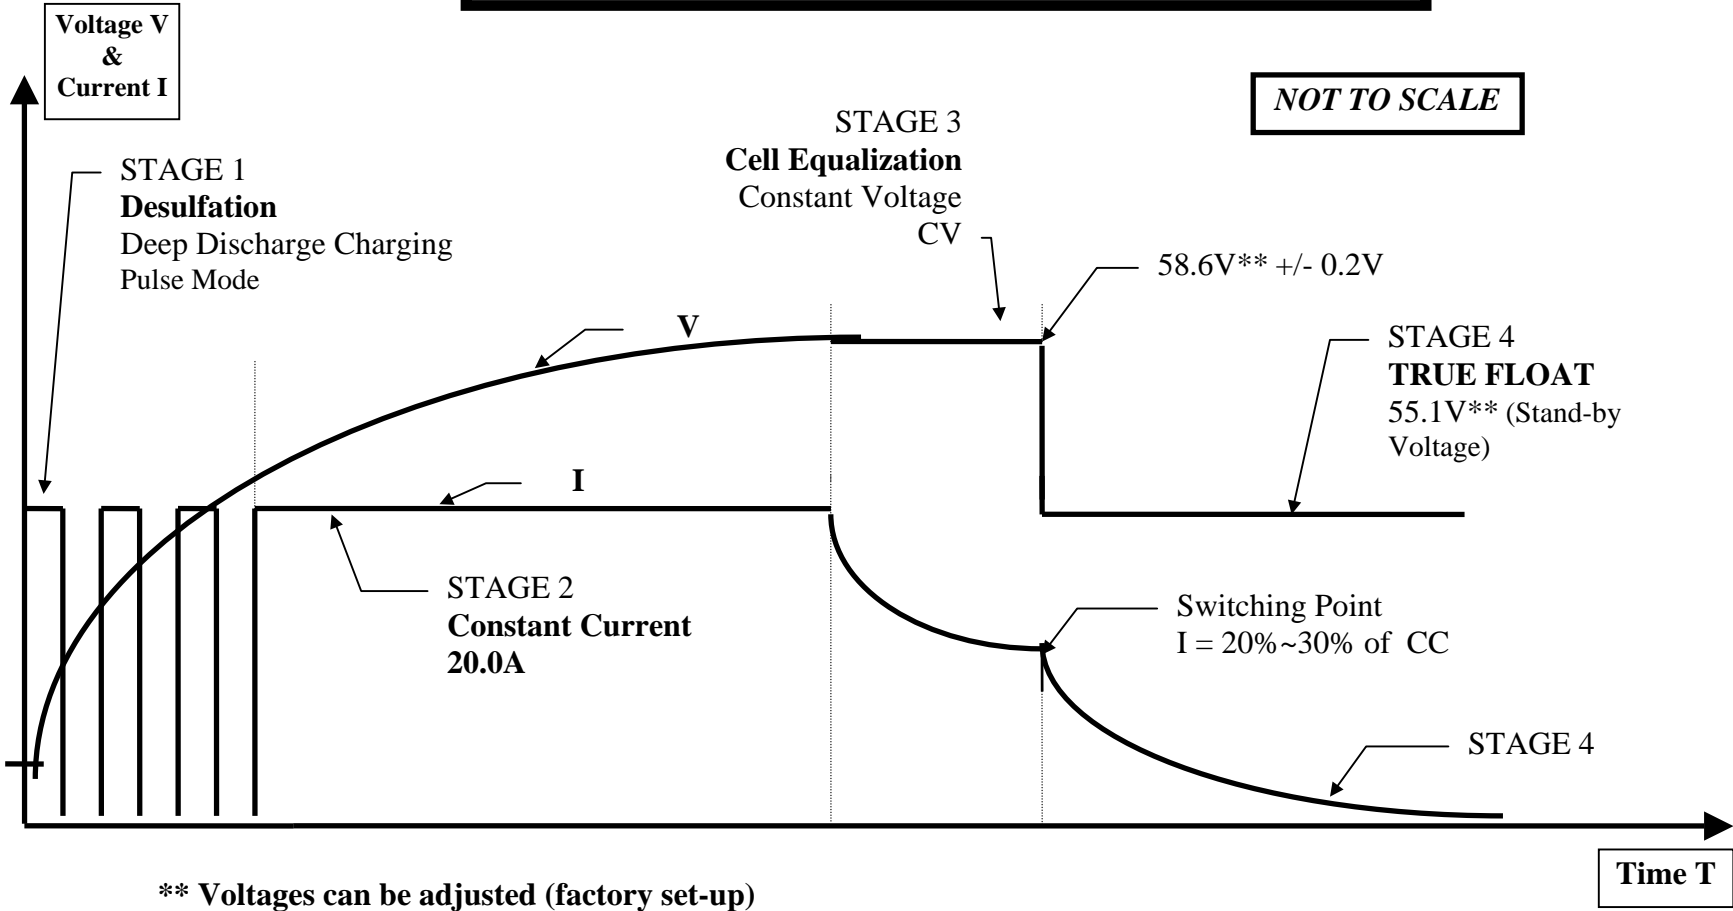 Voltage V
&
Current I
NOT TO SCALE
STAGE 1
Desulfation
Deep Discharge Charging
Pulse Mode
STAGE 3
Cell Equalization
Constant Voltage
CV
58.6V** +/- 0.2V
V
STAGE 4
TRUE FLOAT
55.1V** (Stand-by
Voltage)
I
STAGE 2
Constant Current
20.0A
Switching Point
I = 20%~30% of CC
STAGE 4
Time T
** Voltages can be adjusted (factory set-up)